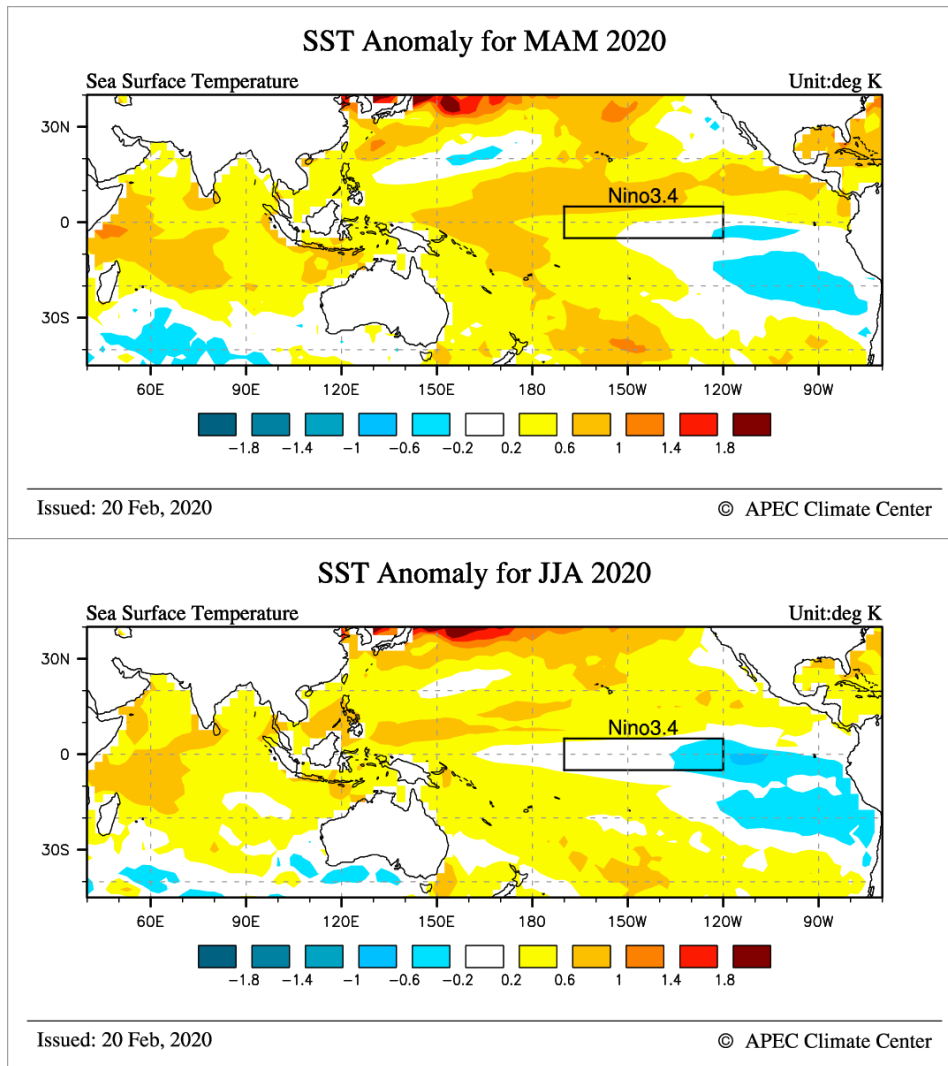 SST Anomaly for MAM 2020
Sea Surface Temperature Unit:deg K
30N
Nino3.4
0
30S
60E 90E 120E 150E 180 150W 120W 90W
−1.8 −1.4 −1 −0.6 −0.2 0.2 0.6 1 1.4 1.8
Issued: 20 Feb, 2020 © APEC Climate Center
SST Anomaly for JJA 2020
Sea Surface Temperature Unit:deg K
30N
Nino3.4
0
30S
60E 90E 120E 150E 180 150W 120W 90W
−1.8 −1.4 −1 −0.6 −0.2 0.2 0.6 1 1.4 1.8
Issued: 20 Feb, 2020 © APEC Climate Center